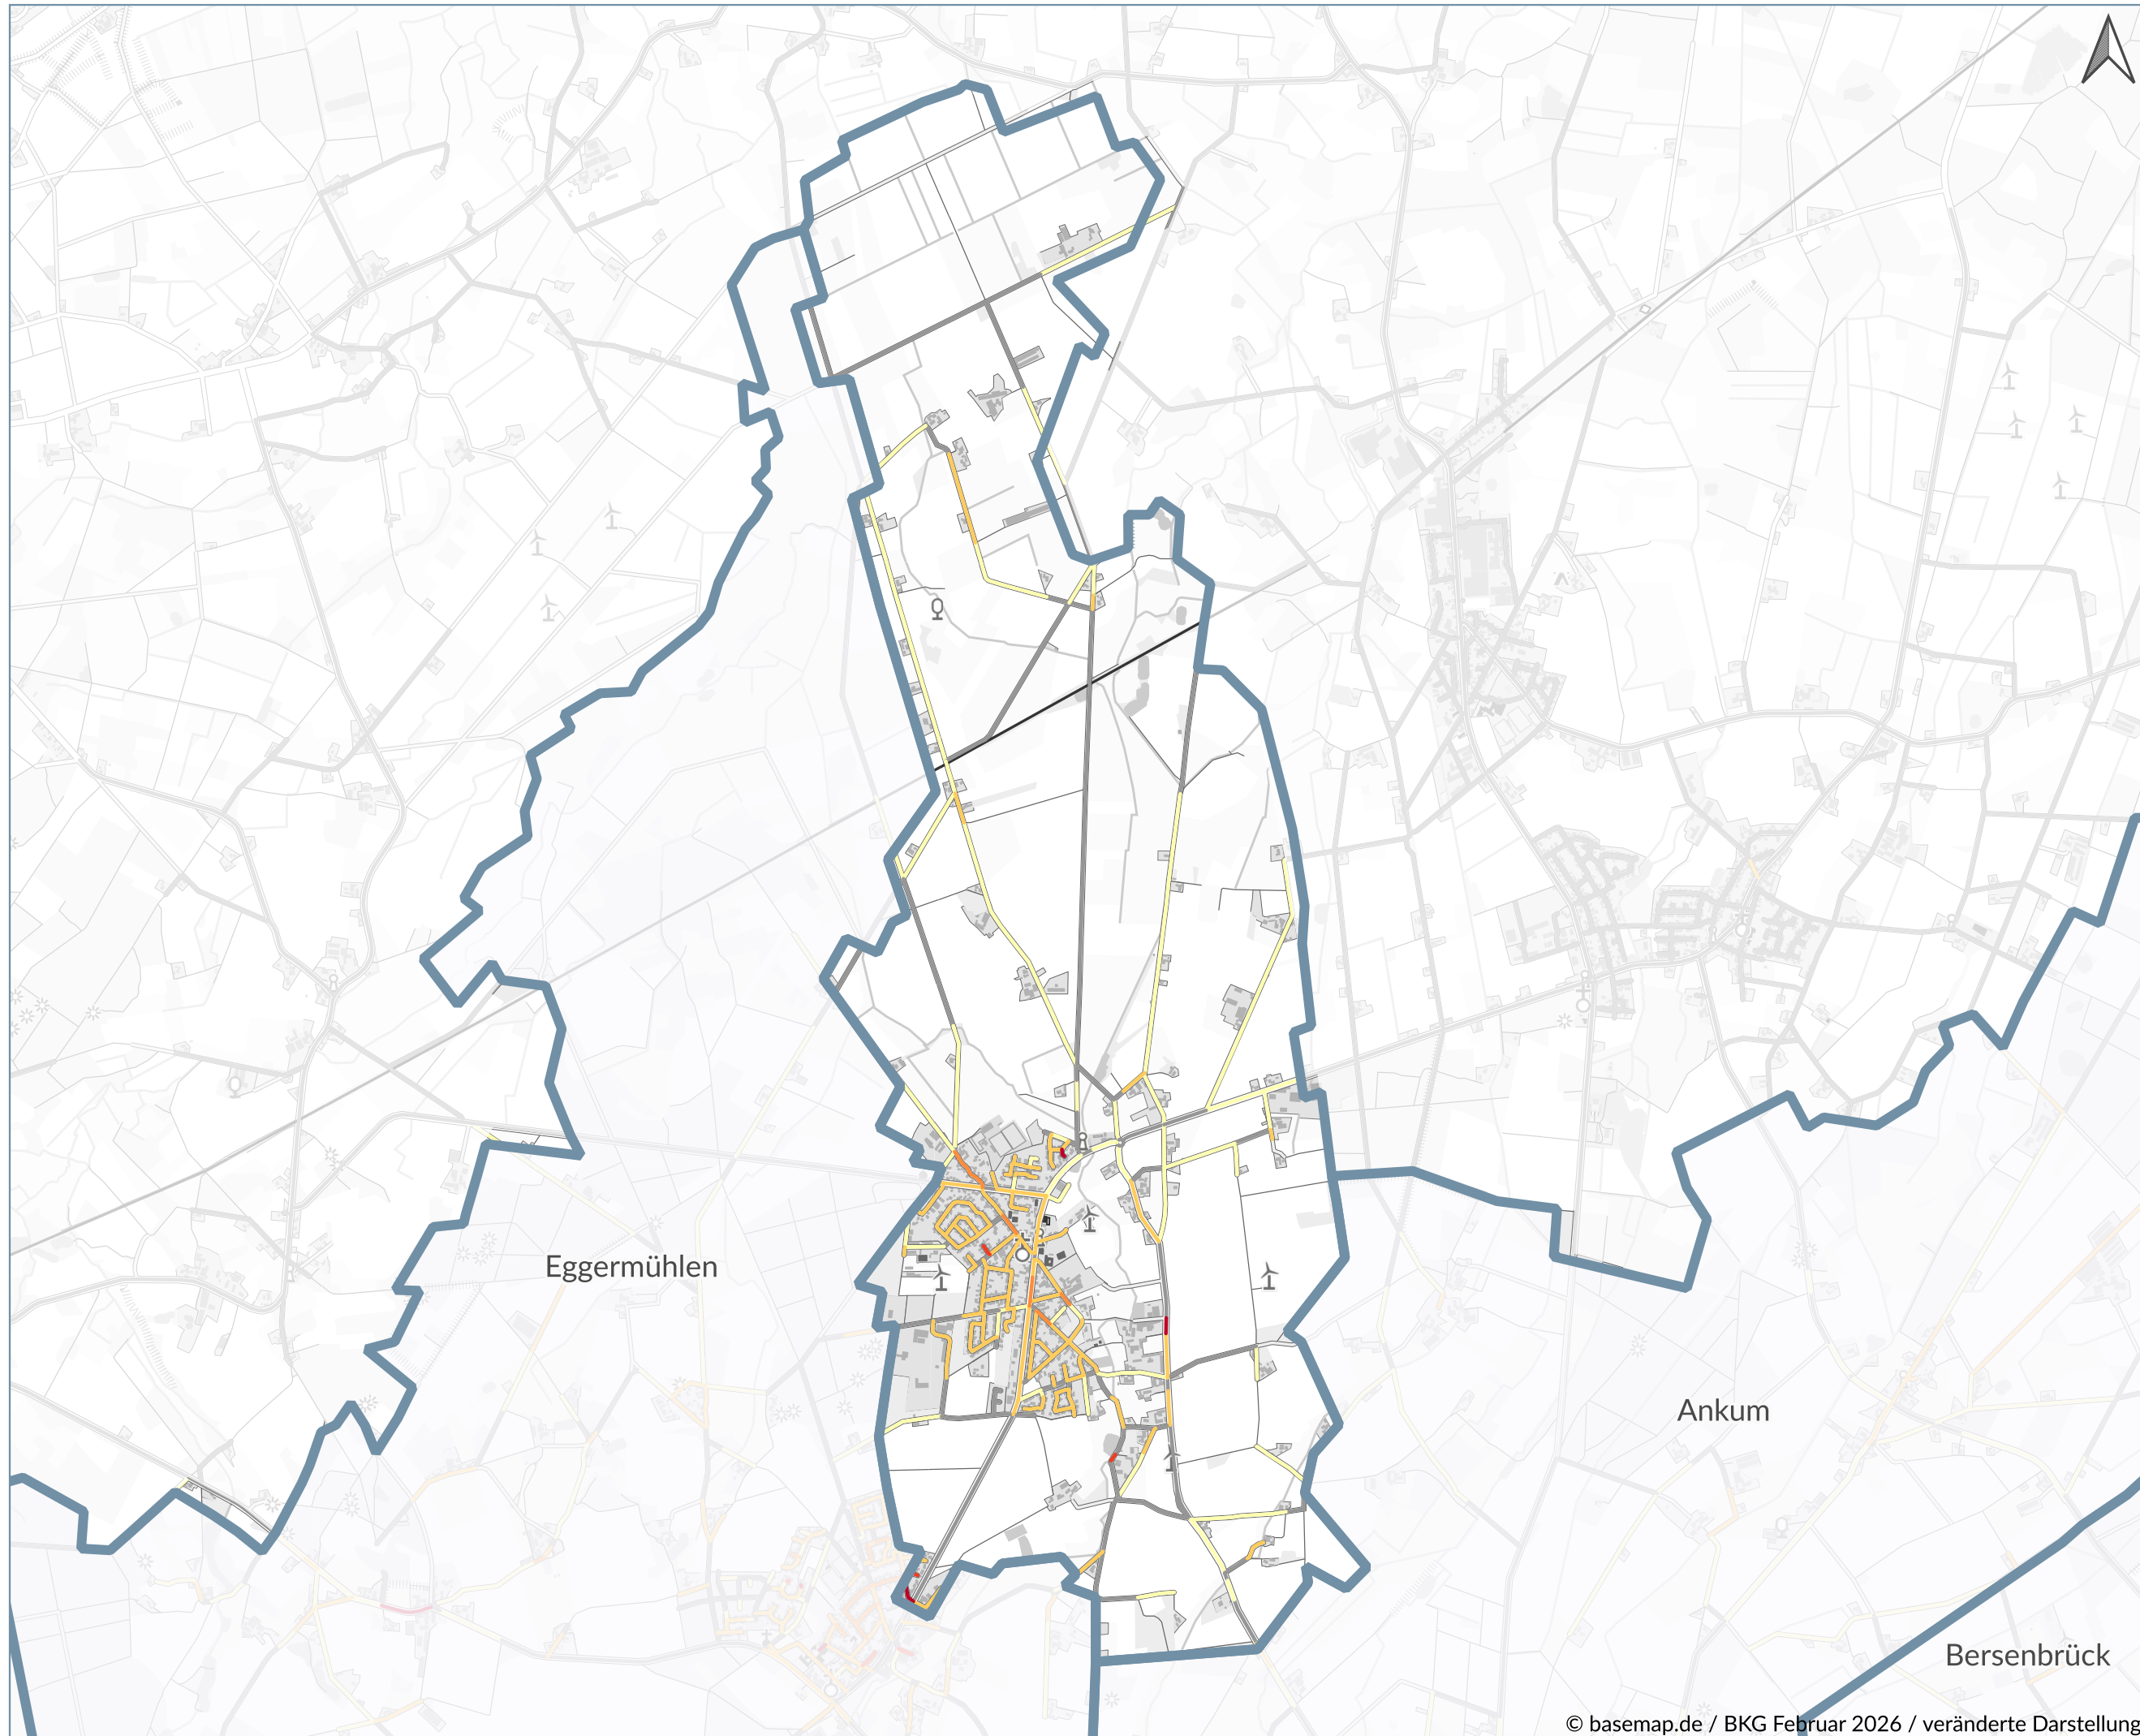 Eggermühlen
Ankum
Bersenbrück
© basemap.de / BKG Februar 2026 / veränderte Darstellung